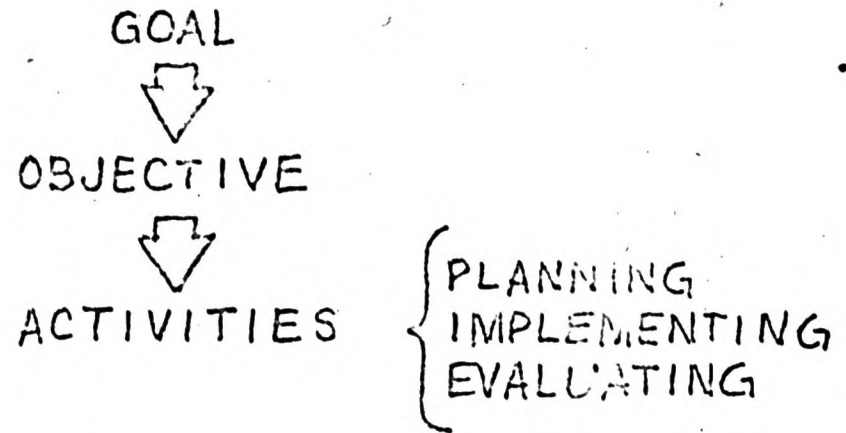 GOAL
OBJECTIVE
ACTIVITIES
PLANNING
IMPLEMENTING
EVALUATING